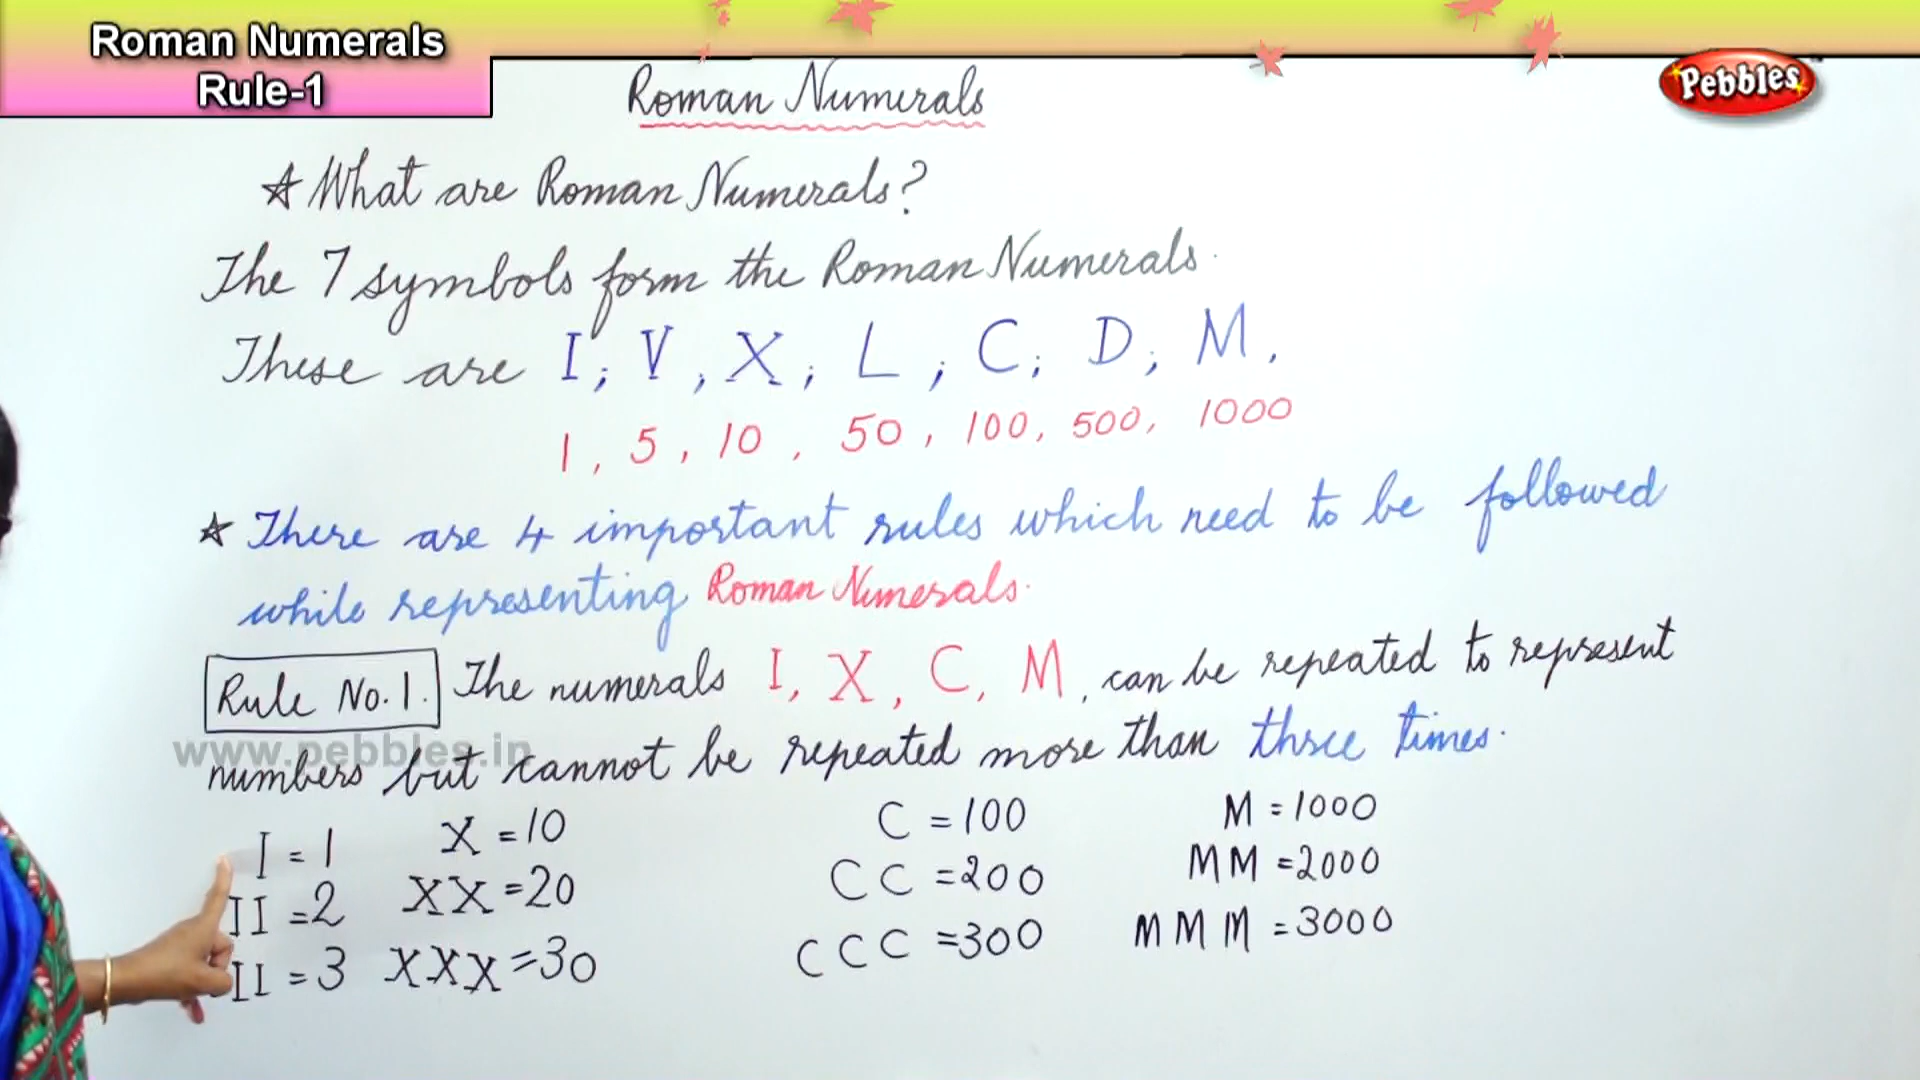 Roman Numerals
Rule-1
Pebbles
Roman Numerals
☆ What are Roman Numerals?
The 7 symbols form the Roman Numerals.
These are I, V, X, L, C, D, M,
1, 5, 10, 50, 100, 500, 1000
☆ There are 4 important rules which need to be followed
while representing Roman Numerals.
Rule No.1. The numerals I, X, C, M, can be repeated to represent
www.pebbles.in
numbers but cannot be repeated more than three times.
I = 1 X = 10 C = 100 M = 1000
II = 2 XX = 20 CC = 200 MM = 2000
II = 3 XXX = 30 CCC = 300 MMM = 3000